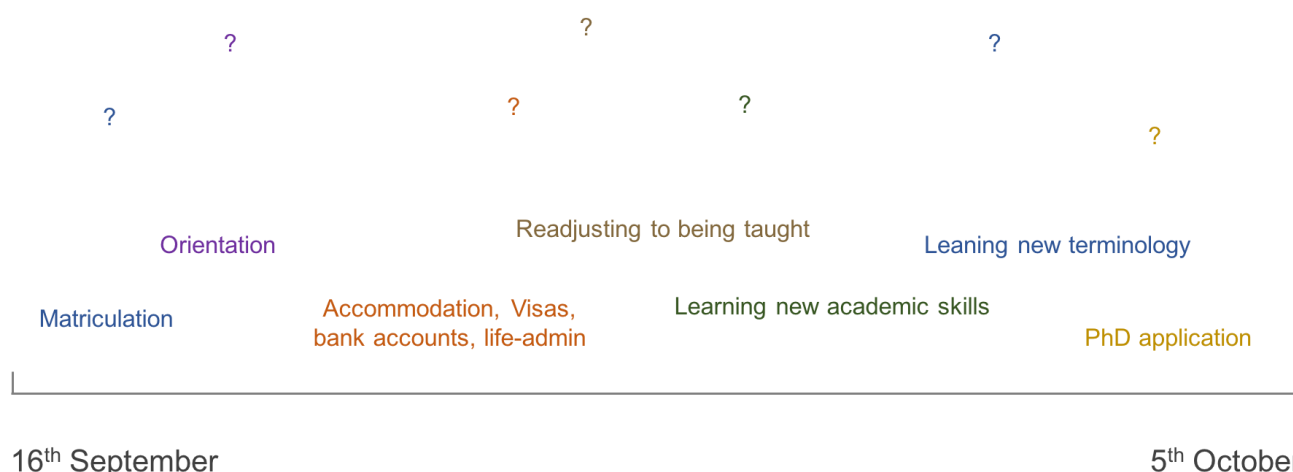 ?
?
?
?
?
?
?
Readjusting to being taught
Orientation
Leaning new terminology
Accommodation, Visas,
bank accounts, life-admin
Learning new academic skills
Matriculation
PhD application
16th September
5th October